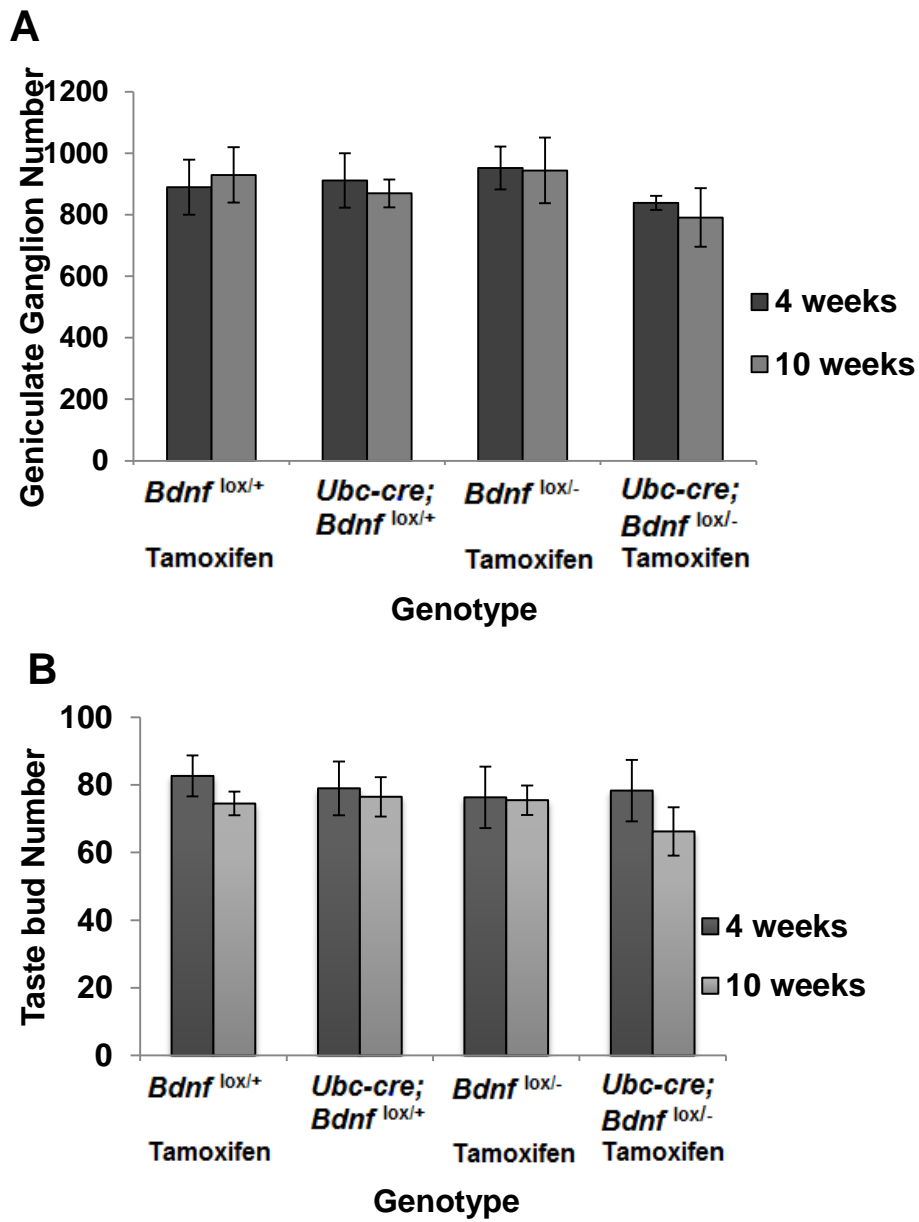 A
Geniculate Ganglion Number
1200
1000
800
600
400
200
0
4 weeks
10 weeks
Bdnf lox/+
Tamoxifen
Ubc-cre;
Bdnf lox/+
Bdnf lox/-
Tamoxifen
Ubc-cre;
Bdnf lox/-
Tamoxifen
Genotype
B
Taste bud Number
100
80
60
40
20
0
4 weeks
10 weeks
Bdnf lox/+
Tamoxifen
Ubc-cre;
Bdnf lox/+
Bdnf lox/-
Tamoxifen
Ubc-cre;
Bdnf lox/-
Tamoxifen
Genotype